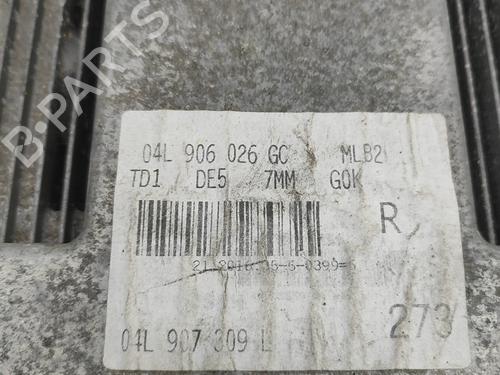 B-PARTS
04L 906 026 GC MLB2
TD1 DE5 7MM G0K
R
04L 907 309 L 273